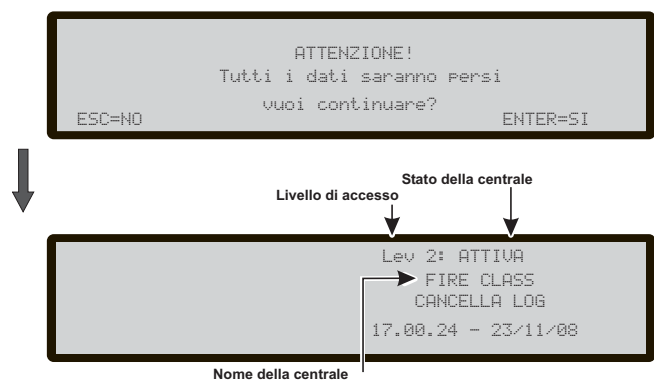 ATTENZIONE!
Tutti i dati saranno persi
vuoi continuare?
ESC=NO ENTER=SI
Stato della centrale
Livello di accesso
Lev 2: ATTIVA
FIRE CLASS
CANCELLA LOG
17.00.24 - 23/11/08
Nome della centrale